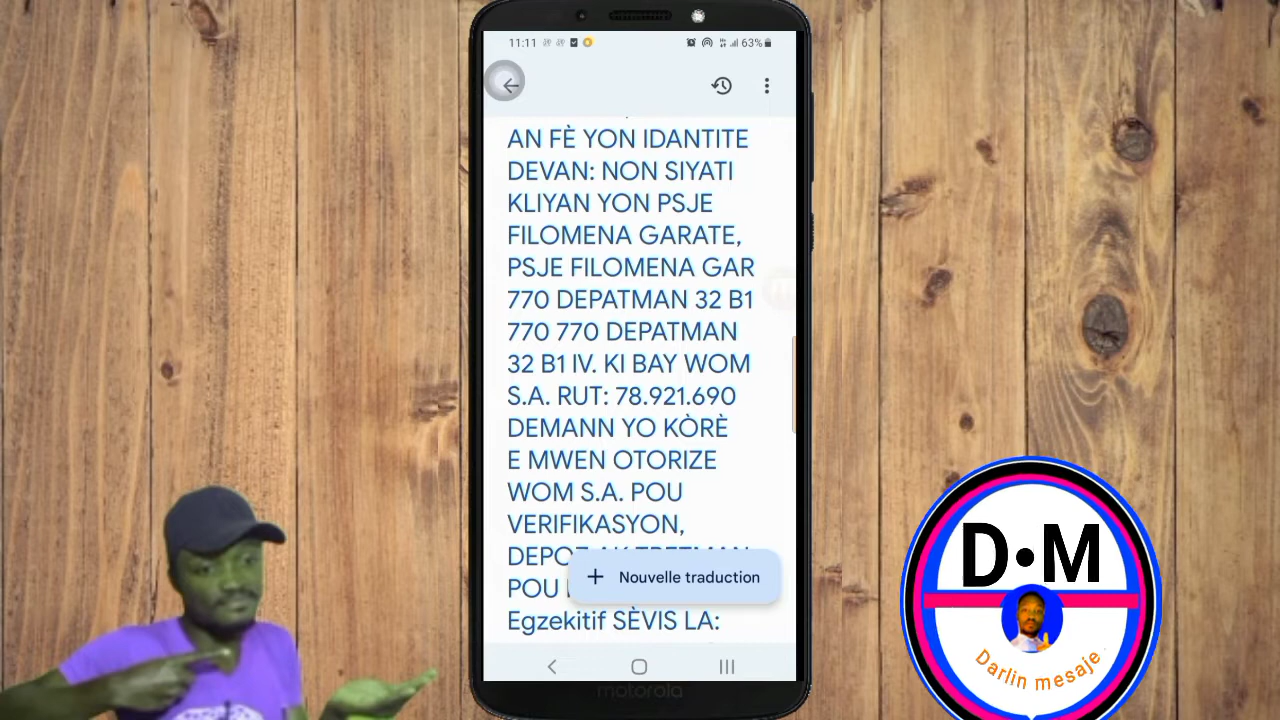 11:11
63%
AN FÈ YON IDANTITE
DEVAN: NON SIYATI
KLIYAN YON PSJE
FILOMENA GARATE,
PSJE FILOMENA GAR
770 DEPATMAN 32 B1
770 770 DEPATMAN
32 B1 IV. KI BAY WOM
S.A. RUT: 78.921.690
DEMANN YO KÒRÈ
E MWEN OTORIZE
WOM S.A. POU
VERIFIKASYON,
POU
+ Nouvelle traduction
Egzekitif SÈVIS LA:
motorola
D•M
Darlin mesaje